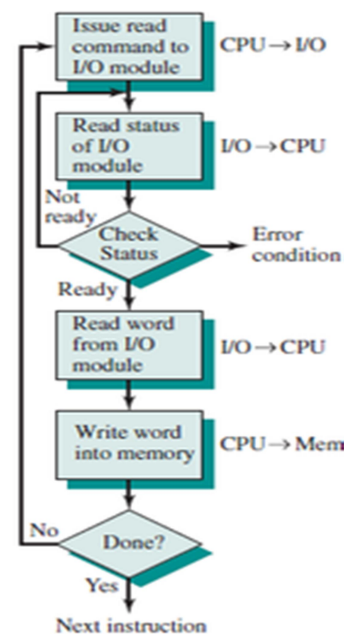 Issue read
command to
I/O module
CPU→I/O
Read status
of I/O
module
I/O→CPU
Not
ready
Check
Status
Error
condition
Ready
Read word
from I/O
module
I/O→CPU
Write word
into memory
CPU→Mem
No
Done?
Yes
Next instruction